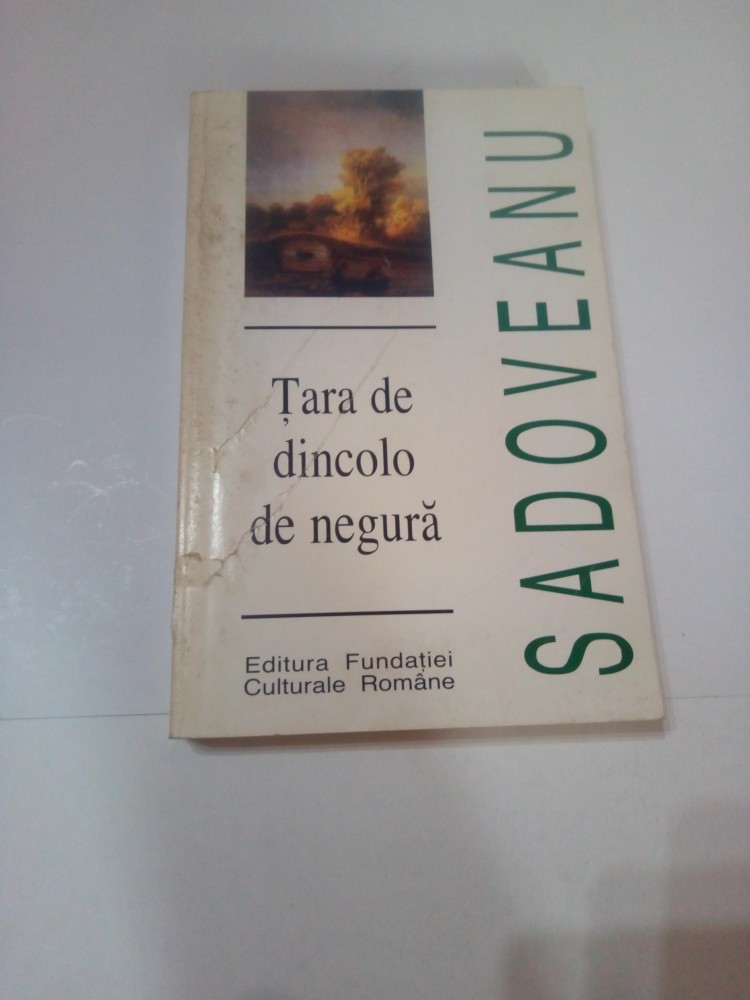 Țara de
dincolo
de negură
Editura Fundației
Culturale Române
SADOVEANU